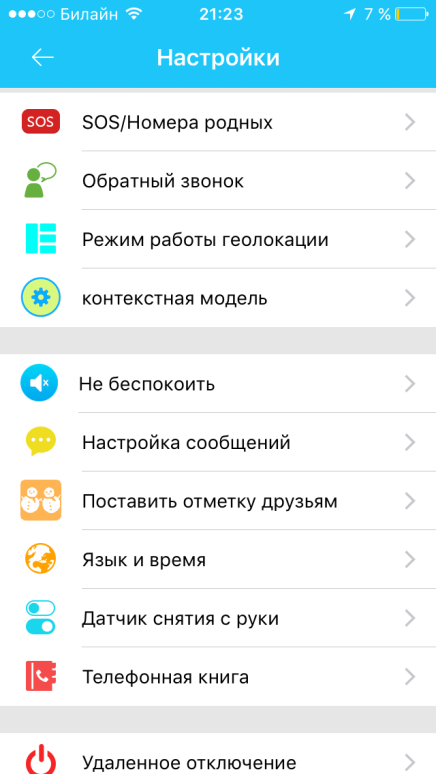 Билайн 21:23 7 %
Настройки
SOS SOS/Номера родных
Обратный звонок
Режим работы геолокации
контекстная модель
Не беспокоить
Настройка сообщений
Поставить отметку друзьям
Язык и время
Датчик снятия с руки
Телефонная книга
Удаленное отключение